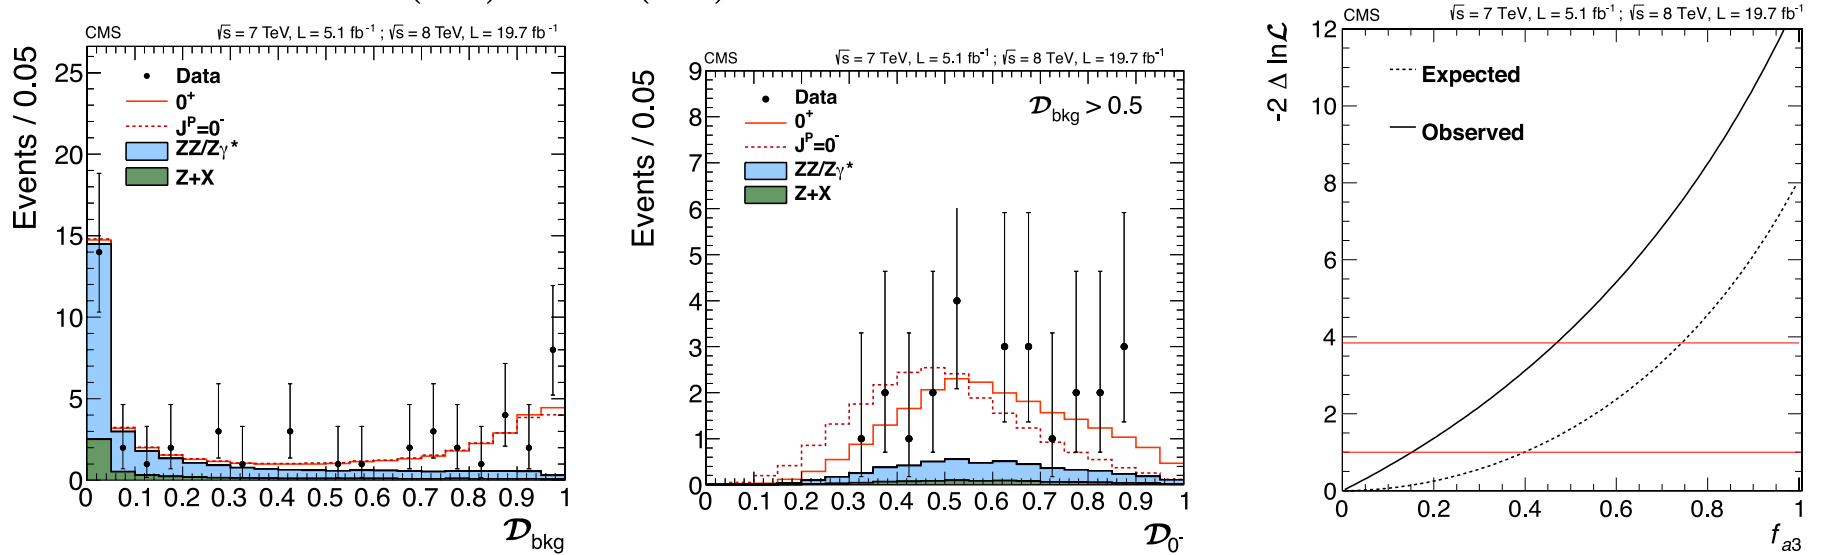 CMS √s = 7 TeV, L = 5.1 fb⁻¹ ; √s = 8 TeV, L = 19.7 fb⁻¹
Events / 0.05
25
20
15
10
5
0
Data
0⁺
Jᴾ=0⁻
ZZ/Zγ*
Z+X
0 0.1 0.2 0.3 0.4 0.5 0.6 0.7 0.8 0.9 1
𝒟bkg
CMS √s = 7 TeV, L = 5.1 fb⁻¹ ; √s = 8 TeV, L = 19.7 fb⁻¹
Events / 0.05
9
8
7
6
5
4
3
2
1
0
Data
0⁺
Jᴾ=0⁻
ZZ/Zγ*
Z+X
𝒟bkg > 0.5
0 0.1 0.2 0.3 0.4 0.5 0.6 0.7 0.8 0.9 1
𝒟0⁻
CMS √s = 7 TeV, L = 5.1 fb⁻¹ ; √s = 8 TeV, L = 19.7 fb⁻¹
-2 Δ lnℒ
12
10
8
6
4
2
0
Expected
Observed
0 0.2 0.4 0.6 0.8 1
fa3